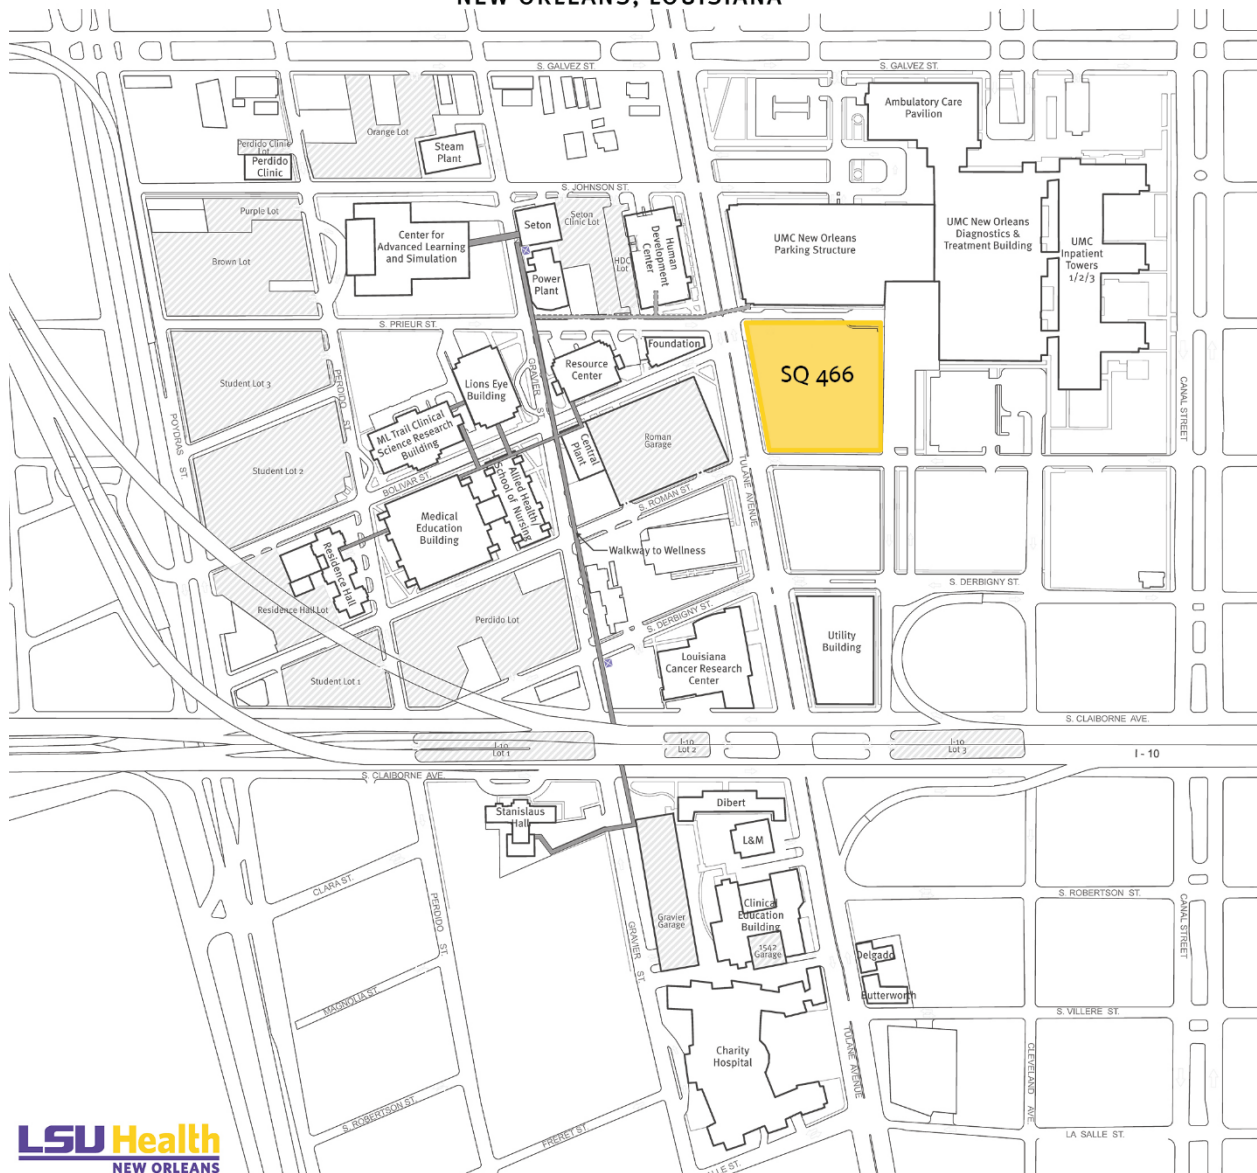 NEW ORLEANS, LOUISIANA
S. GALVEZ ST.
S. GALVEZ ST.
Ambulatory Care
Pavilion
Orange Lot
Steam
Plant
Perdido Clinic
Lot
Perdido
Clinic
S. JOHNSON ST.
Purple Lot
Brown Lot
Center for
Advanced Learning
and Simulation
Seton
Seton
Clinic Lot
Human
Development
Center
HDC
Lot
Power
Plant
UMC New Orleans
Parking Structure
UMC New Orleans
Diagnostics &
Treatment Building
UMC
Inpatient
Towers
1/2/3
S. PRIEUR ST.
Foundation
Resource
Center
SQ 466
Student Lot 3
PERDIDO ST.
Lions Eye
Building
GRAVIER ST.
CANAL STREET
POYDRAS ST.
ML Trail Clinical
Science Research
Building
Central
Plant
Roman
Garage
Student Lot 2
BOLIVAR ST.
Allied Health/
School of Nursing
TULANE AVENUE
S. ROMAN ST.
Medical
Education
Building
Walkway to Wellness
Residence Hall
S. DERBIGNY ST.
Residence Hall Lot
Perdido Lot
S. DERBIGNY ST.
Utility
Building
Louisiana
Cancer Research
Center
Student Lot 1
S. CLAIBORNE AVE.
I-10
Lot 1
I-10
Lot 2
I-10
Lot 3
I - 10
S. CLAIBORNE AVE.
Stanislaus
Hall
Dibert
L&M
CLARA ST.
PERDIDO ST.
S. ROBERTSON ST.
CANAL STREET
Gravier
Garage
Clinical
Education
Building
1542
Garage
GRAVIER ST.
Delgado
Butterworth
MAGNOLIA ST.
S. VILLERE ST.
Charity
Hospital
TULANE AVENUE
CLEVELAND AVE.
S. ROBERTSON ST.
FRERET ST.
LA SALLE ST.
LSU Health
NEW ORLEANS